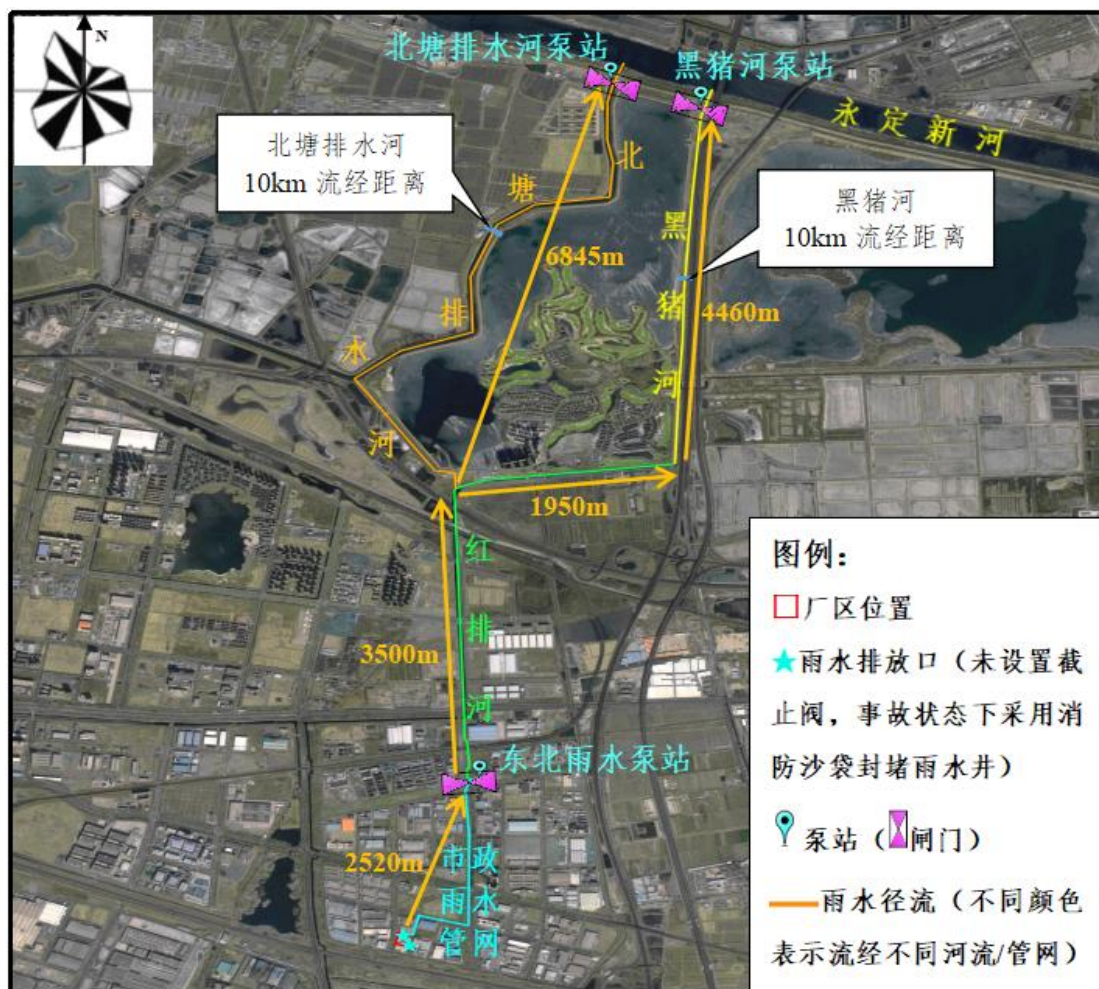 N
北塘排水河泵站
黑猪河泵站
永定新河
北塘排水河
10km 流经距离
北
塘
排
水
河
黑猪河
10km 流经距离
黑
猪
河
6845m
4460m
1950m
红
排
河
3500m
东北雨水泵站
2520m
市政
雨水
管网
图例：
厂区位置
雨水排放口（未设置截
止阀，事故状态下采用消
防沙袋封堵雨水井）
泵站（闸门）
雨水径流（不同颜色
表示流经不同河流/管网）